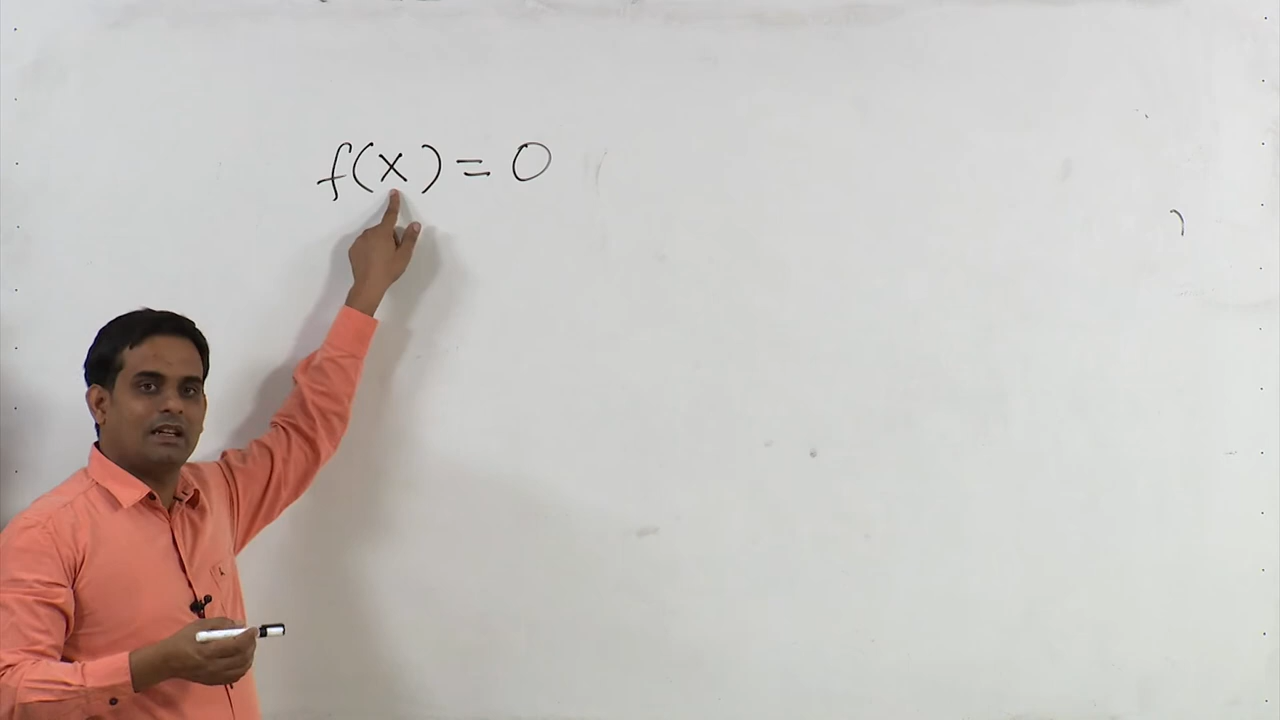 f(x) = 0